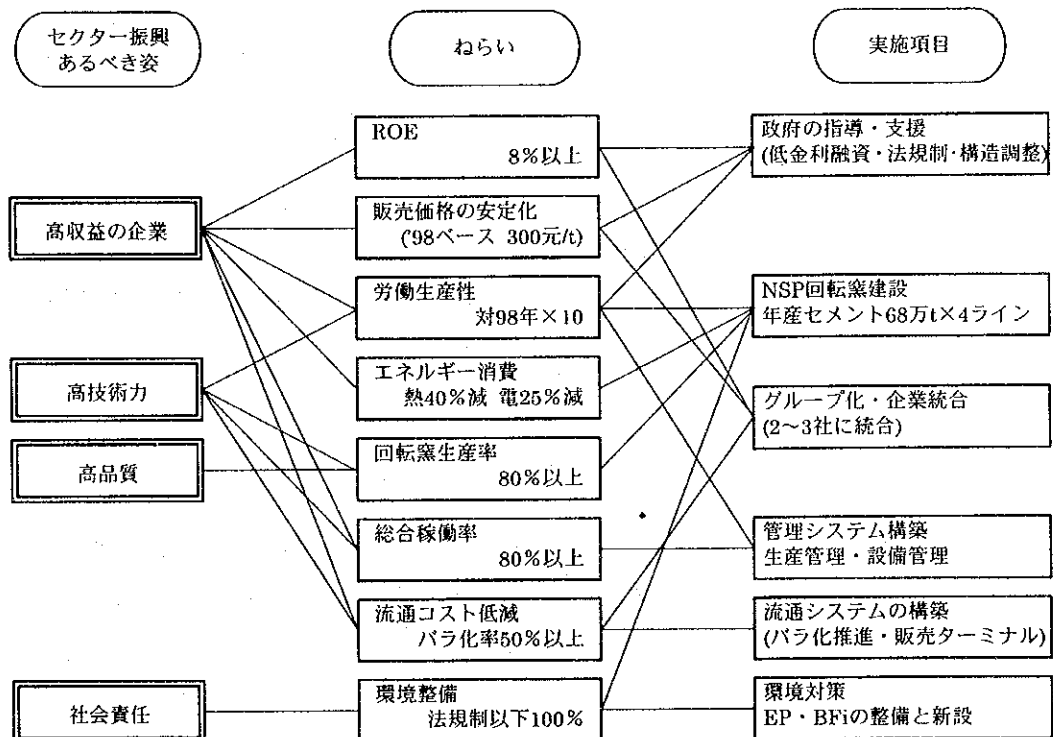 セクター振興
あるべき姿
ねらい
実施項目
高収益の企業
高技術力
高品質
社会責任
ROE
8%以上
販売価格の安定化
('98ベース 300元/t)
労働生産性
対98年×10
エネルギー消費
熱40%減 電25%減
回転窯生産率
80%以上
総合稼働率
80%以上
流通コスト低減
バラ化率50%以上
環境整備
法規制以下100%
政府の指導・支援
(低金利融資・法規制・構造調整)
NSP回転窯建設
年産セメント68万t×4ライン
グループ化・企業統合
(2~3社に統合)
管理システム構築
生産管理・設備管理
流通システムの構築
(バラ化推進・販売ターミナル)
環境対策
EP・BFiの整備と新設